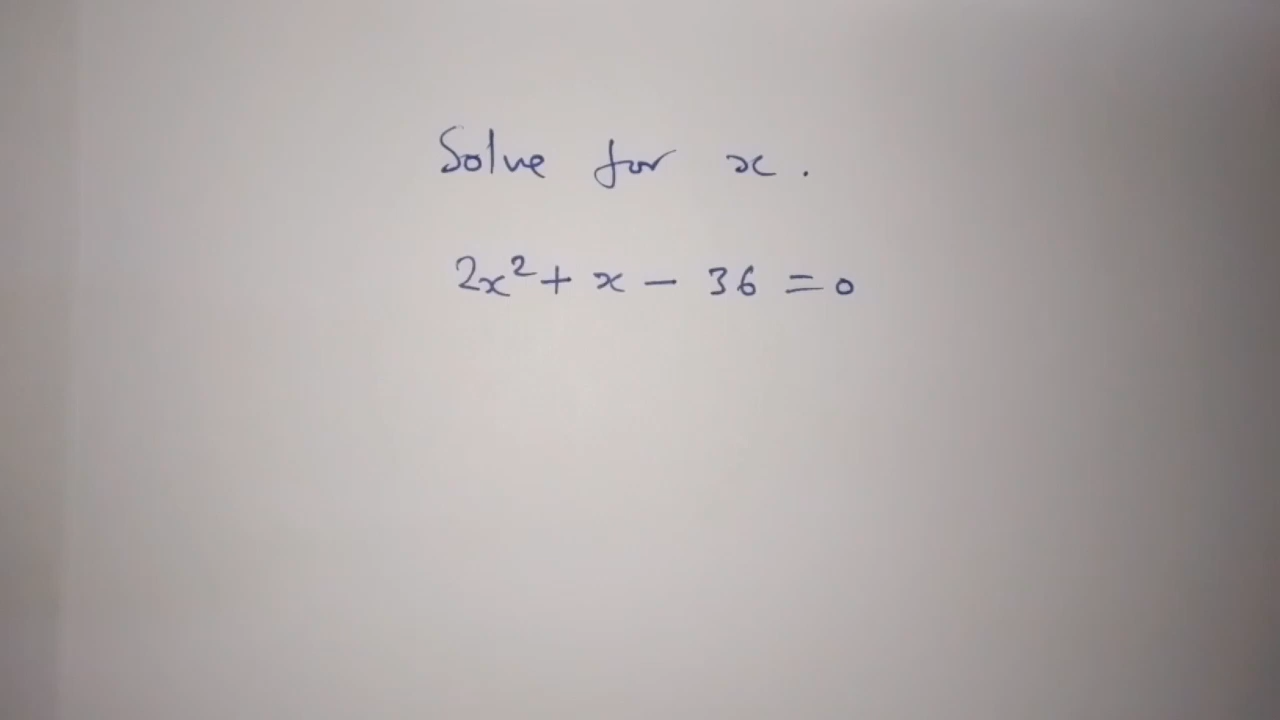 Solve for x.
2x² + x - 36 = 0